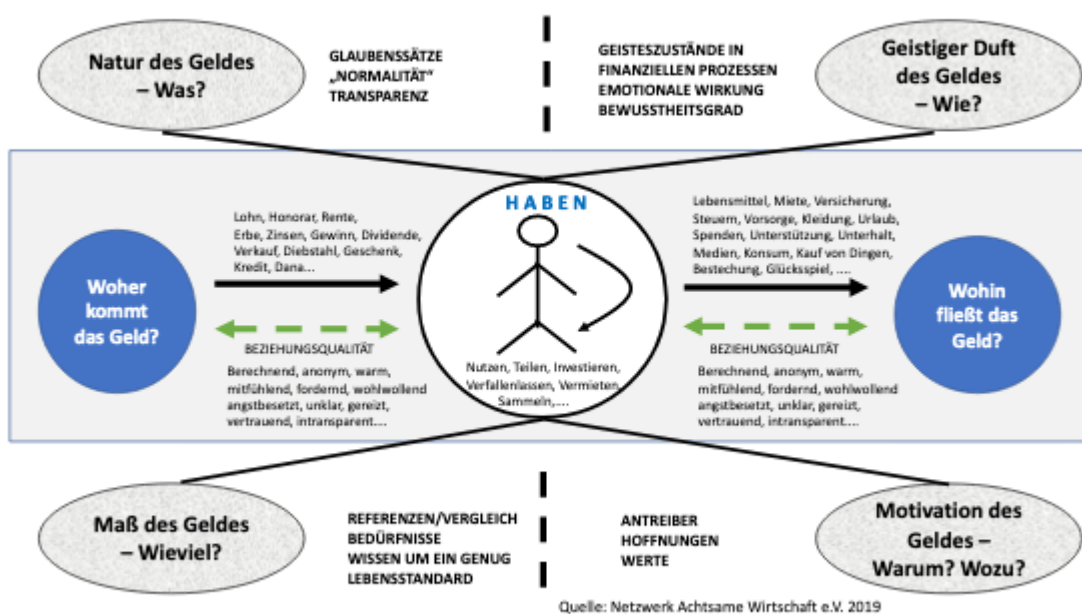 Natur des Geldes
– Was?
GLAUBENSSÄTZE
„NORMALITÄT“
TRANSPARENZ
GEISTESZUSTÄNDE IN
FINANZIELLEN PROZESSEN
EMOTIONALE WIRKUNG
BEWUSSTHEITSGRAD
Geistiger Duft
des Geldes
– Wie?
Woher
kommt
das Geld?
Lohn, Honorar, Rente,
Erbe, Zinsen, Gewinn, Dividende,
Verkauf, Diebstahl, Geschenk,
Kredit, Dana...
BEZIEHUNGSQUALITÄT
Berechnend, anonym, warm,
mitfühlend, fordernd, wohlwollend
angstbesetzt, unklar, gereizt,
vertrauend, intransparent....
HABEN
Nutzen, Teilen, Investieren,
Verfallenlassen, Vermieten,
Sammeln,....
Lebensmittel, Miete, Versicherung,
Steuern, Vorsorge, Kleidung, Urlaub,
Spenden, Unterstützung, Unterhalt,
Medien, Konsum, Kauf von Dingen,
Bestechung, Glücksspiel, ....
BEZIEHUNGSQUALITÄT
Berechnend, anonym, warm,
mitfühlend, fordernd, wohlwollend
angstbesetzt, unklar, gereizt,
vertrauend, intransparent....
Wohin
fließt das
Geld?
Maß des Geldes
– Wieviel?
REFERENZEN/VERGLEICH
BEDÜRFNISSE
WISSEN UM EIN GENUG
LEBENSSTANDARD
ANTREIBER
HOFFNUNGEN
WERTE
Motivation des
Geldes –
Warum? Wozu?
Quelle: Netzwerk Achtsame Wirtschaft e.V. 2019